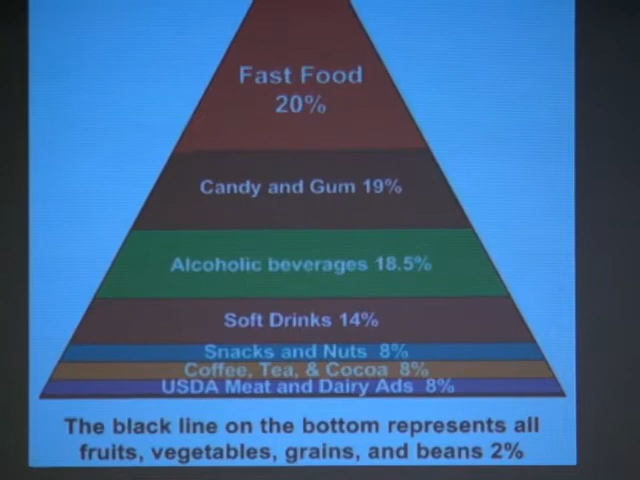 Fast Food
20%
Candy and Gum 19%
Alcoholic beverages 18.5%
Soft Drinks 14%
Snacks and Nuts 8%
Coffee, Tea, & Cocoa 8%
USDA Meat and Dairy Ads 8%
The black line on the bottom represents all
fruits, vegetables, grains, and beans 2%